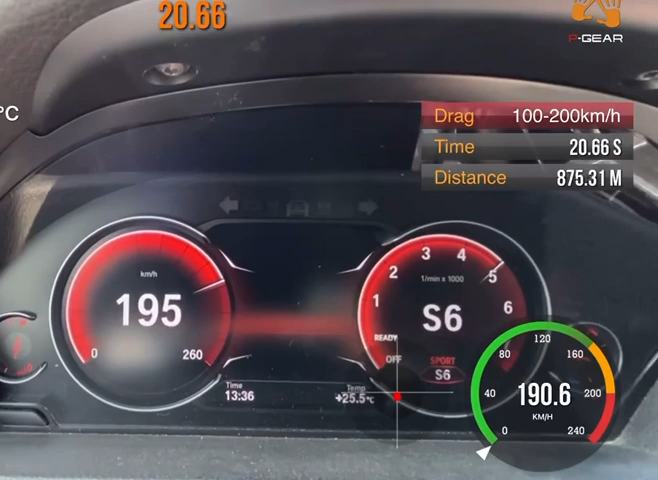 20.66
P-GEAR
°C
Drag 100-200km/h
Time 20.66 S
Distance 875.31 M
km/h
195
0 260
1 2 3 4 5 6
1/min x 1000
S6
READY
OFF
SPORT
S6
Time
13:36
Temp
+25.5°C
0 40 80 120 160 200 240
190.6
KM/H